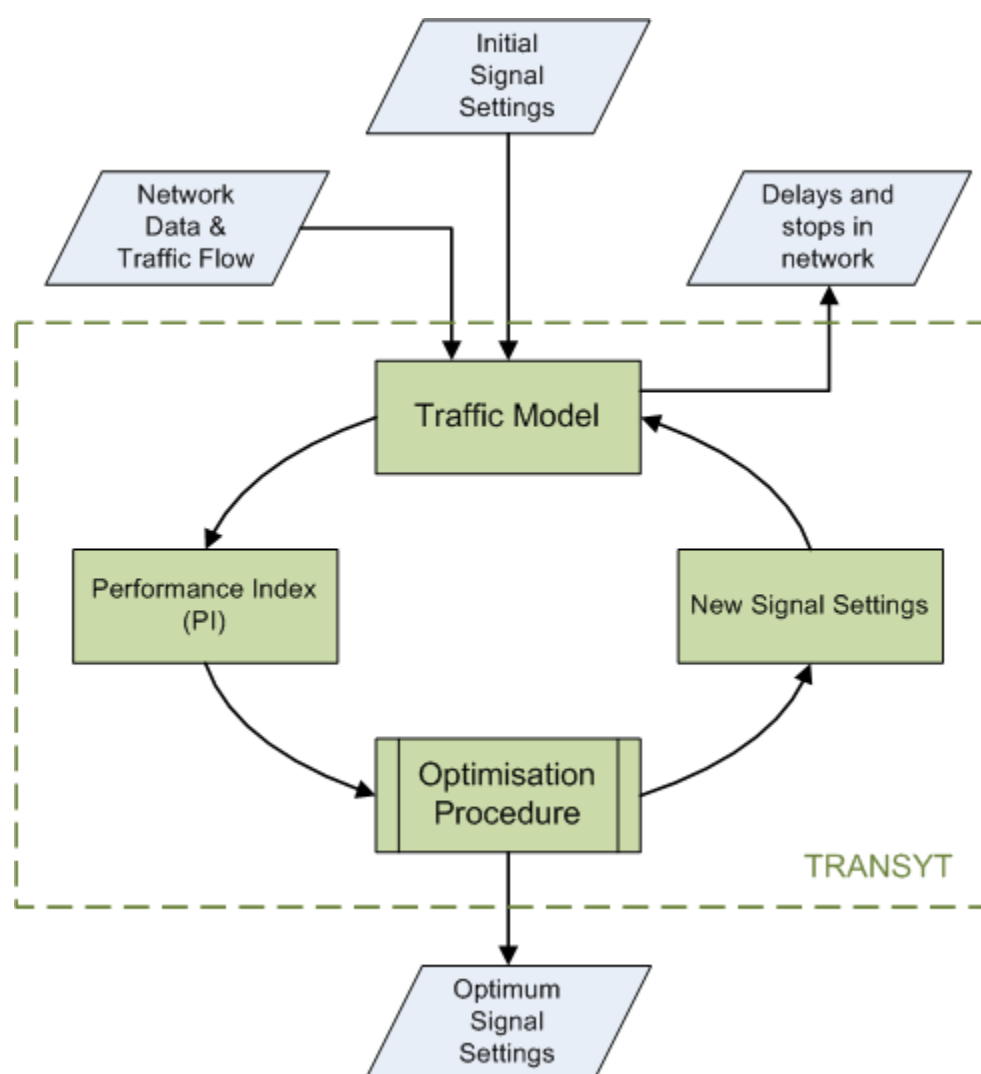 Initial
Signal
Settings
Network
Data &
Traffic Flow
Delays and
stops in
network
Traffic Model
Performance Index
(PI)
New Signal Settings
Optimisation
Procedure
TRANSYT
Optimum
Signal
Settings